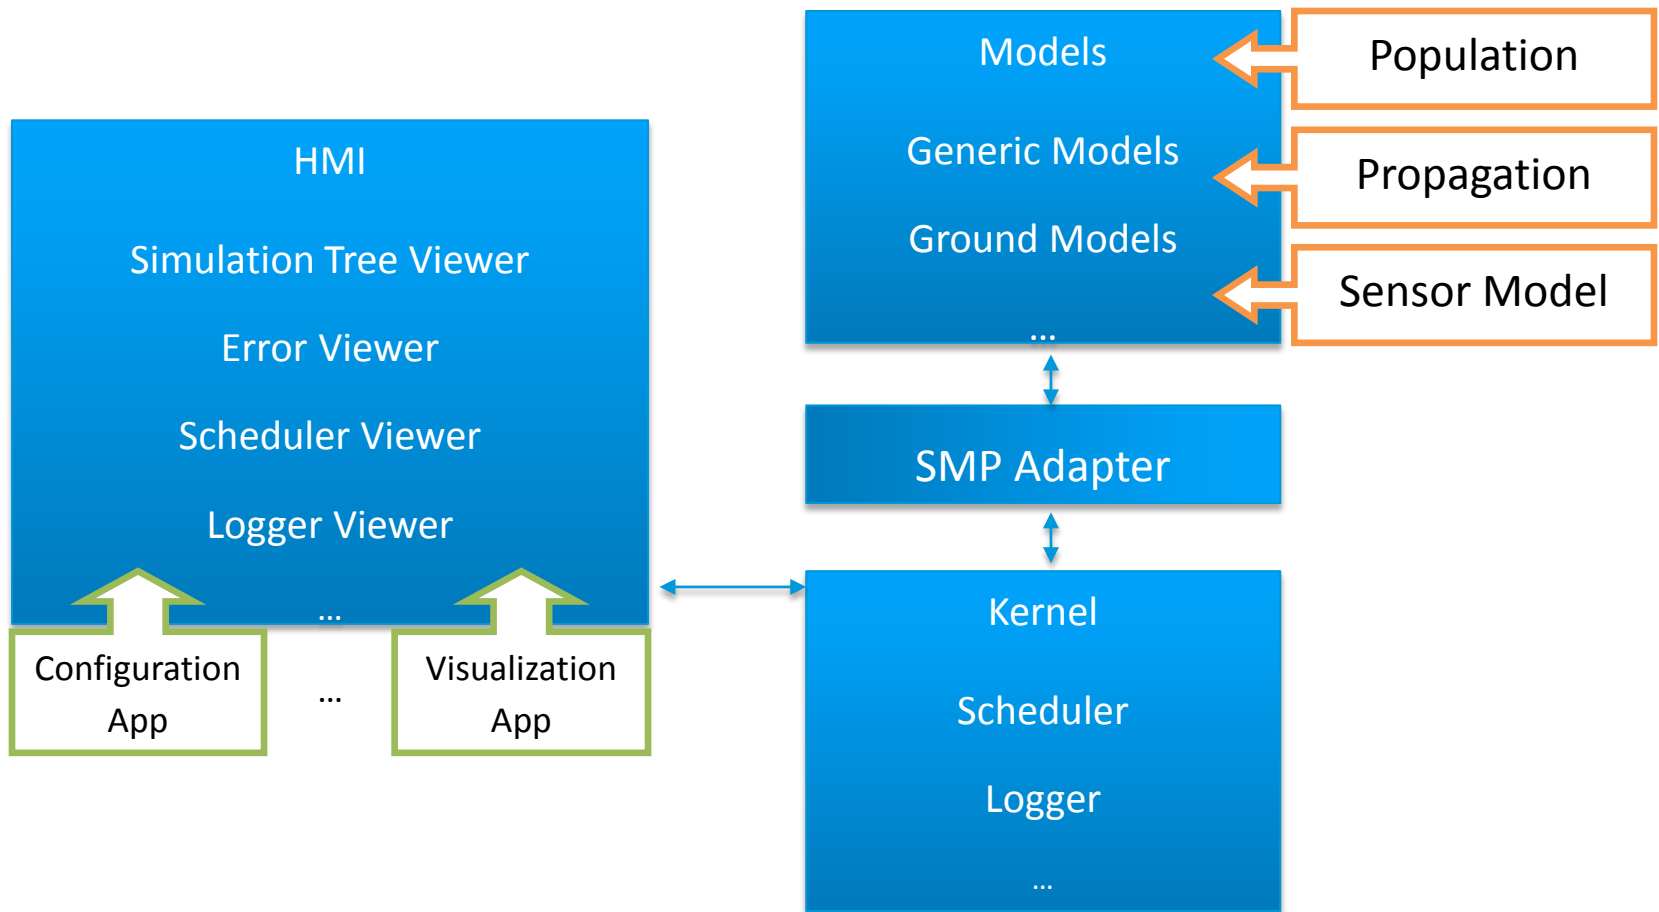 HMI
Simulation Tree Viewer
Error Viewer
Scheduler Viewer
Logger Viewer
...
Configuration
App
...
Visualization
App
Models
Generic Models
Ground Models
...
Population
Propagation
Sensor Model
SMP Adapter
Kernel
Scheduler
Logger
...